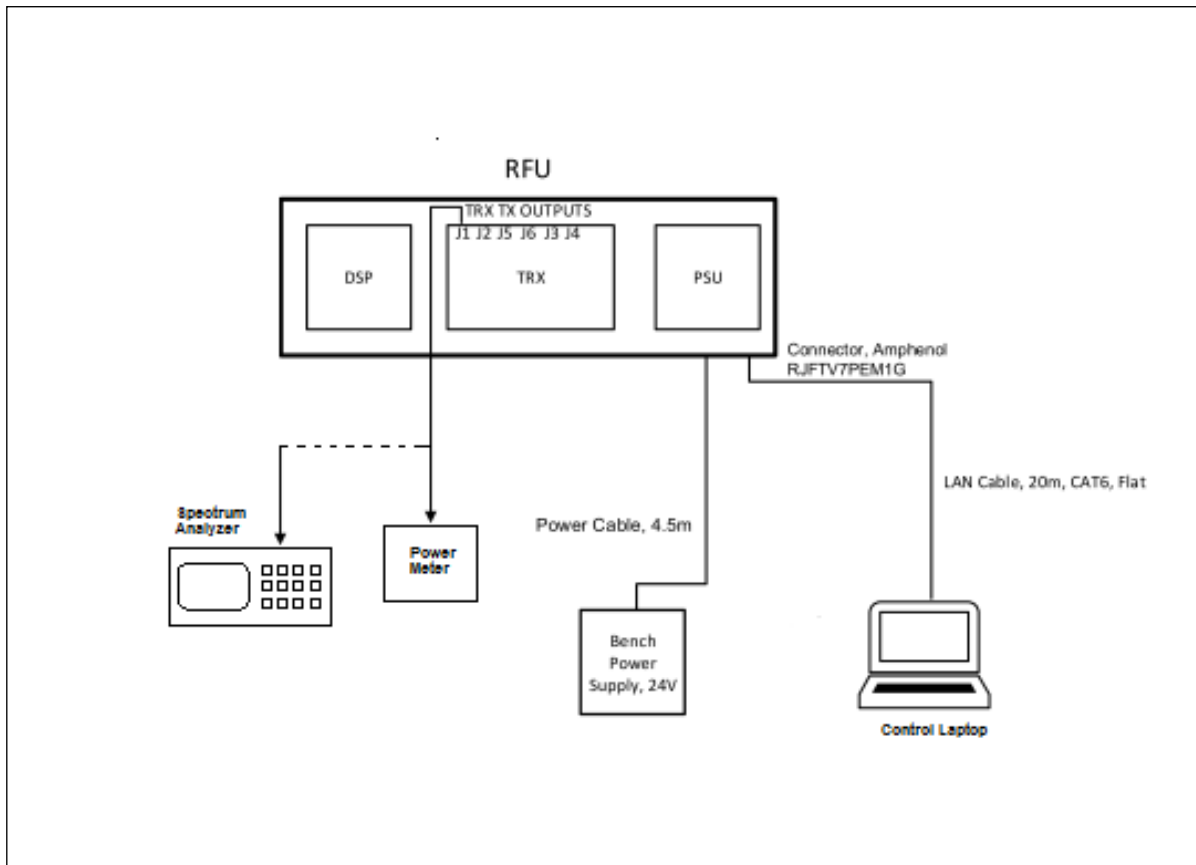 RFU
TRX TX OUTPUTS
J1 J2 J5 J6 J3 J4
DSP
TRX
PSU
Connector, Amphenol
RJFTV7PEM1G
LAN Cable, 20m, CAT6, Flat
Spectrum
Analyzer
Power
Meter
Power Cable, 4.5m
Bench
Power
Supply, 24V
Control Laptop